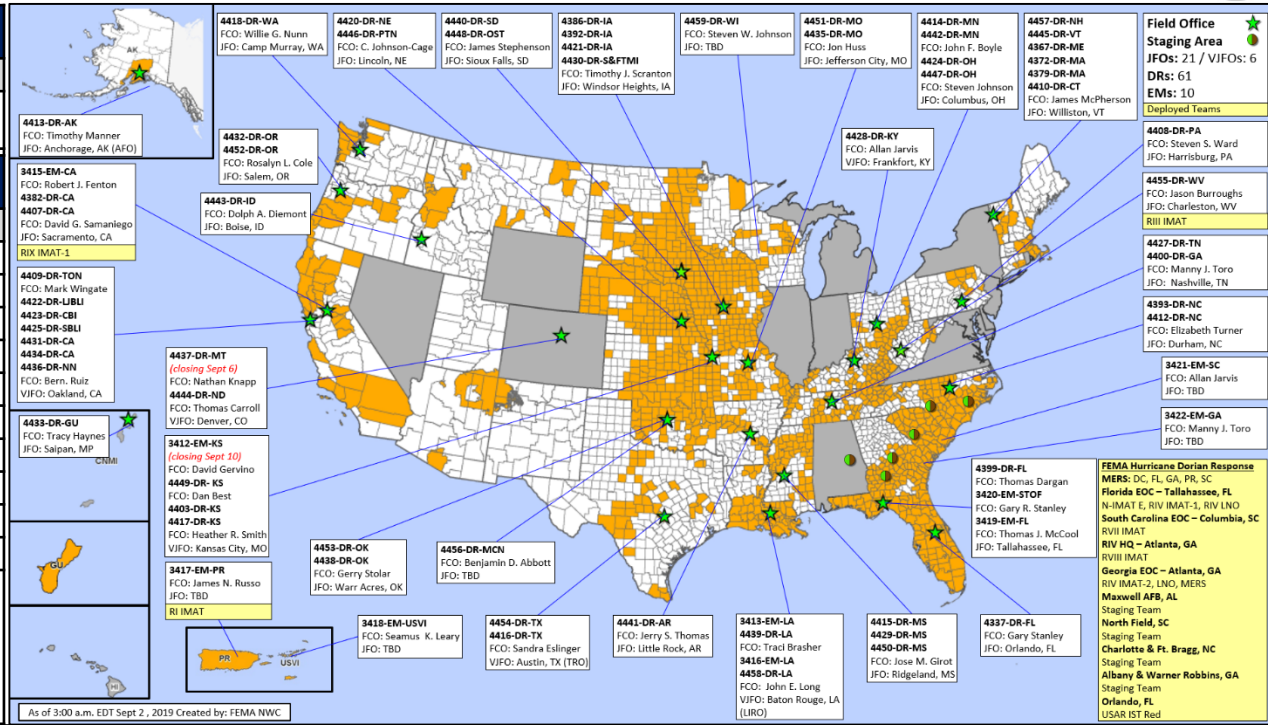 AK
4413-DR-AK
FCO: Timothy Manner
JFO: Anchorage, AK (AFO)
4418-DR-WA
FCO: Willie G. Nunn
JFO: Camp Murray, WA
4420-DR-NE
4446-DR-PTN
FCO: C. Johnson-Cage
JFO: Lincoln, NE
4440-DR-SD
4448-DR-OST
FCO: James Stephenson
JFO: Sioux Falls, SD
4386-DR-IA
4392-DR-IA
4421-DR-IA
4430-DR-S&FTMI
FCO: Timothy J. Scranton
JFO: Windsor Heights, IA
4459-DR-WI
FCO: Steven W. Johnson
JFO: TBD
4451-DR-MO
4435-DR-MO
FCO: Jon Huss
JFO: Jefferson City, MO
4414-DR-MN
4442-DR-MN
FCO: John F. Boyle
4424-DR-OH
4447-DR-OH
FCO: Steven Johnson
JFO: Columbus, OH
4457-DR-NH
4445-DR-VT
4367-DR-ME
4372-DR-MA
4379-DR-MA
4410-DR-CT
FCO: James McPherson
JFO: Williston, VT
Field Office
Staging Area
JFOs: 21 / VJFOs: 6
DRs: 61
EMs: 10
Deployed Teams
4432-DR-OR
4452-DR-OR
FCO: Rosalyn L. Cole
JFO: Salem, OR
4443-DR-ID
FCO: Dolph A. Diemont
JFO: Boise, ID
4428-DR-KY
FCO: Allan Jarvis
VJFO: Frankfort, KY
4408-DR-PA
FCO: Steven S. Ward
JFO: Harrisburg, PA
4455-DR-WV
FCO: Jason Burroughs
JFO: Charleston, WV
RIII IMAT
3415-EM-CA
FCO: Robert J. Fenton
4382-DR-CA
4407-DR-CA
FCO: David G. Samaniego
JFO: Sacramento, CA
RIX IMAT-1
4427-DR-TN
4400-DR-GA
FCO: Manny J. Toro
JFO: Nashville, TN
4409-DR-TON
FCO: Mark Wingate
4422-DR-LJBLI
4423-DR-CBI
4425-DR-SBLI
4431-DR-CA
4434-DR-CA
4436-DR-NN
FCO: Bern. Ruiz
VJFO: Oakland, CA
4393-DR-NC
4412-DR-NC
FCO: Elizabeth Turner
JFO: Durham, NC
4437-DR-MT
(closing Sept 6)
FCO: Nathan Knapp
4444-DR-ND
FCO: Thomas Carroll
VJFO: Denver, CO
3421-EM-SC
FCO: Allan Jarvis
JFO: TBD
4433-DR-GU
FCO: Tracy Haynes
JFO: Saipan, MP
CNMI
3422-EM-GA
FCO: Manny J. Toro
JFO: TBD
3412-EM-KS
(closing Sept 10)
FCO: David Gervino
4449-DR- KS
FCO: Dan Best
4403-DR-KS
4417-DR-KS
FCO: Heather R. Smith
VJFO: Kansas City, MO
4399-DR-FL
FCO: Thomas Dargan
3420-EM-STOF
FCO: Gary R. Stanley
3419-EM-FL
FCO: Thomas J. McCool
JFO: Tallahassee, FL
FEMA Hurricane Dorian Response
MERS: DC, FL, GA, PR, SC
Florida EOC – Tallahassee, FL
N-IMAT E, RIV IMAT-1, RIV LNO
South Carolina EOC – Columbia, SC
RVII IMAT
RIV HQ – Atlanta, GA
RVIII IMAT
Georgia EOC – Atlanta, GA
RIV IMAT-2, LNO, MERS
Maxwell AFB, AL
Staging Team
North Field, SC
Staging Team
Charlotte & Ft. Bragg, NC
Staging Team
Albany & Warner Robbins, GA
Staging Team
Orlando, FL
USAR IST Red
GU
4453-DR-OK
4438-DR-OK
FCO: Gerry Stolar
JFO: Warr Acres, OK
4456-DR-MCN
FCO: Benjamin D. Abbott
JFO: TBD
3417-EM-PR
FCO: James N. Russo
JFO: TBD
RI IMAT
3418-EM-USVI
FCO: Seamus K. Leary
JFO: TBD
4454-DR-TX
4416-DR-TX
FCO: Sandra Eslinger
VJFO: Austin, TX (TRO)
4441-DR-AR
FCO: Jerry S. Thomas
JFO: Little Rock, AR
3413-EM-LA
4439-DR-LA
FCO: Traci Brasher
3416-EM-LA
4458-DR-LA
FCO: John E. Long
VJFO: Baton Rouge, LA
(LIRO)
4415-DR-MS
4429-DR-MS
4450-DR-MS
FCO: Jose M. Girot
JFO: Ridgeland, MS
4337-DR-FL
FCO: Gary Stanley
JFO: Orlando, FL
PR
USVI
HI
As of 3:00 a.m. EDT Sept 2 , 2019 Created by: FEMA NWC